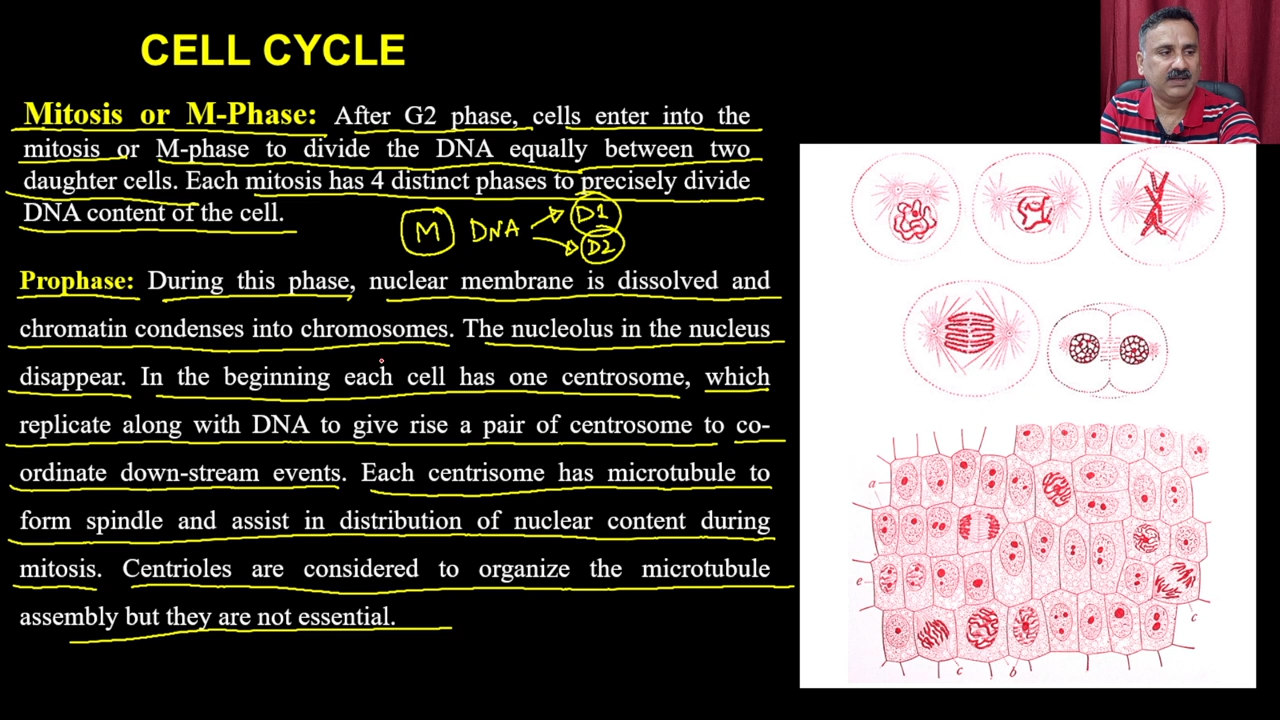 CELL CYCLE
Mitosis or M-Phase: After G2 phase, cells enter into the
mitosis or M-phase to divide the DNA equally between two
daughter cells. Each mitosis has 4 distinct phases to precisely divide
DNA content of the cell.
M DNA D1
D2
Prophase: During this phase, nuclear membrane is dissolved and
chromatin condenses into chromosomes. The nucleolus in the nucleus
disappear. In the beginning each cell has one centrosome, which
replicate along with DNA to give rise a pair of centrosome to co-
ordinate down-stream events. Each centrisome has microtubule to
form spindle and assist in distribution of nuclear content during
mitosis. Centrioles are considered to organize the microtubule
assembly but they are not essential.
a
e
c
c
b